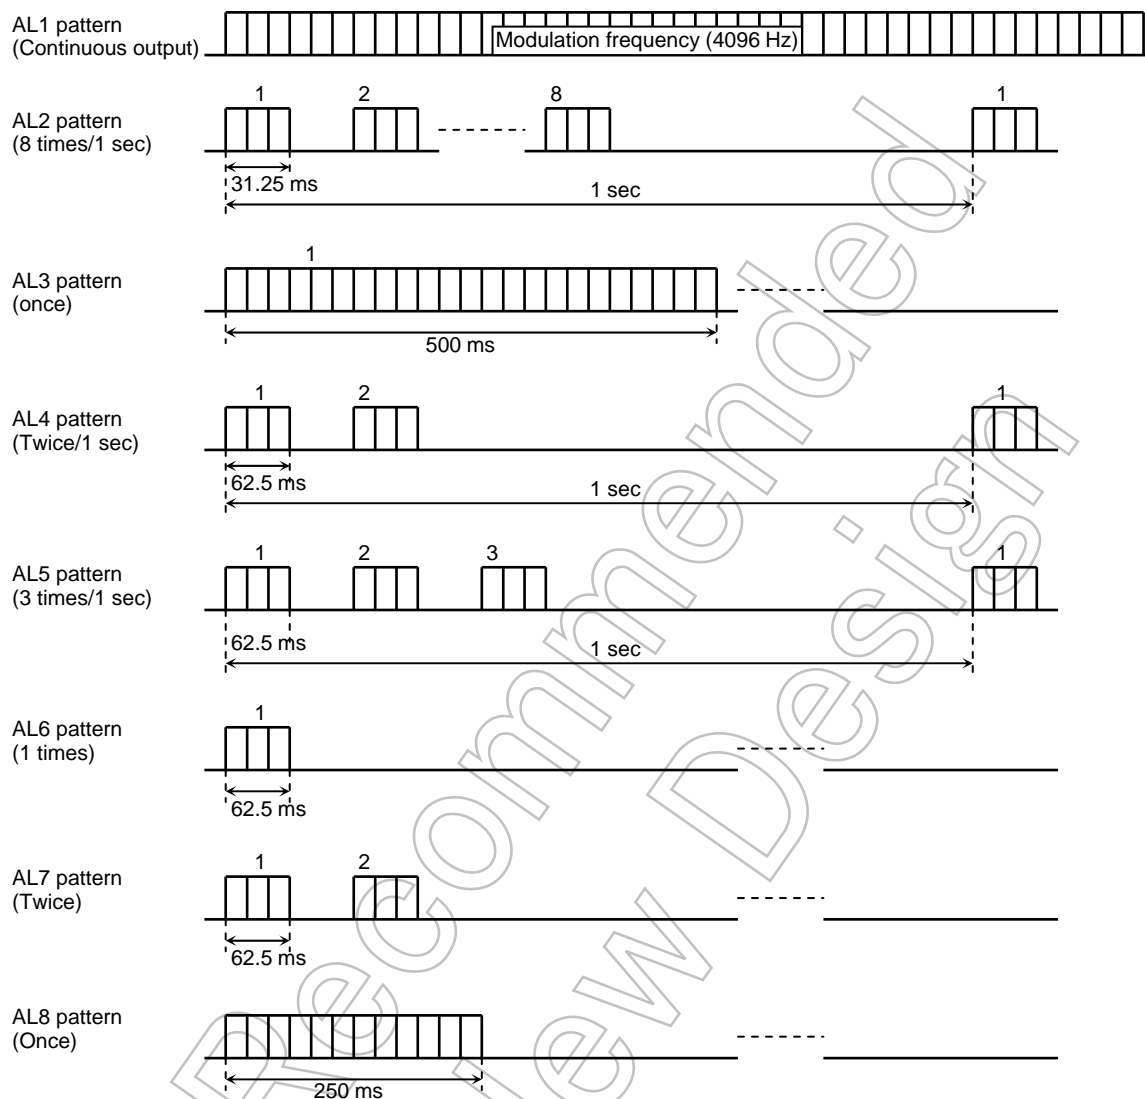 AL1 pattern
(Continuous output)
Modulation frequency (4096 Hz)
1 2 8 1
AL2 pattern
(8 times/1 sec)
31.25 ms
1 sec
1
AL3 pattern
(once)
500 ms
1 2 1
AL4 pattern
(Twice/1 sec)
62.5 ms
1 sec
1 2 3 1
AL5 pattern
(3 times/1 sec)
62.5 ms
1 sec
1
AL6 pattern
(1 times)
62.5 ms
1 2
AL7 pattern
(Twice)
62.5 ms
AL8 pattern
(Once)
250 ms
Recommended
Design